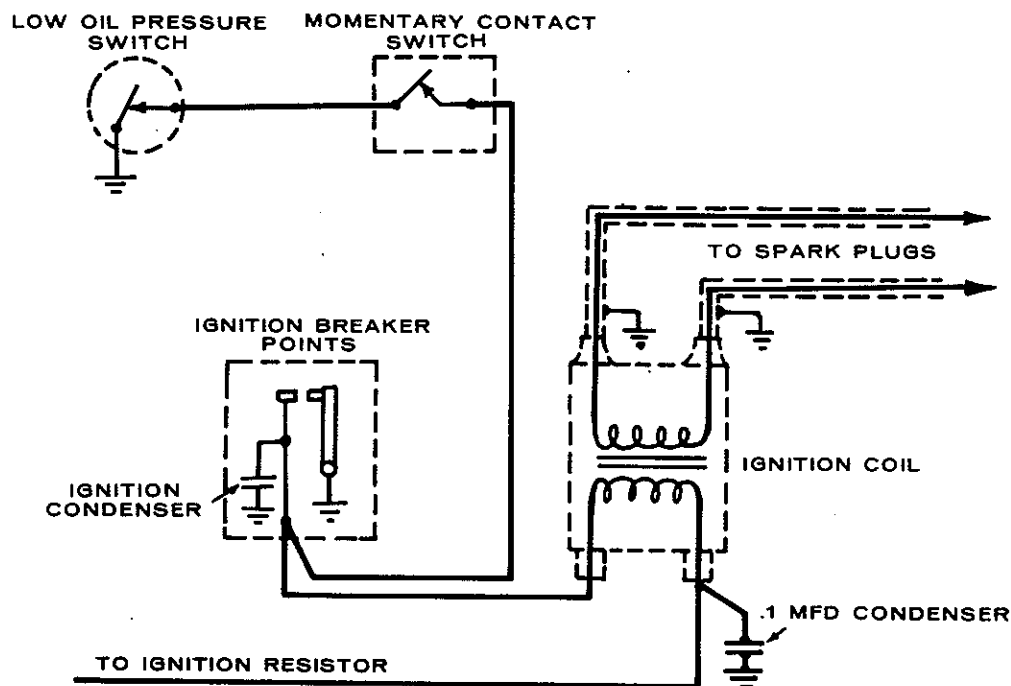 LOW OIL PRESSURE
SWITCH
MOMENTARY CONTACT
SWITCH
TO SPARK PLUGS
IGNITION BREAKER
POINTS
IGNITION COIL
IGNITION
CONDENSER
.1 MFD CONDENSER
TO IGNITION RESISTOR